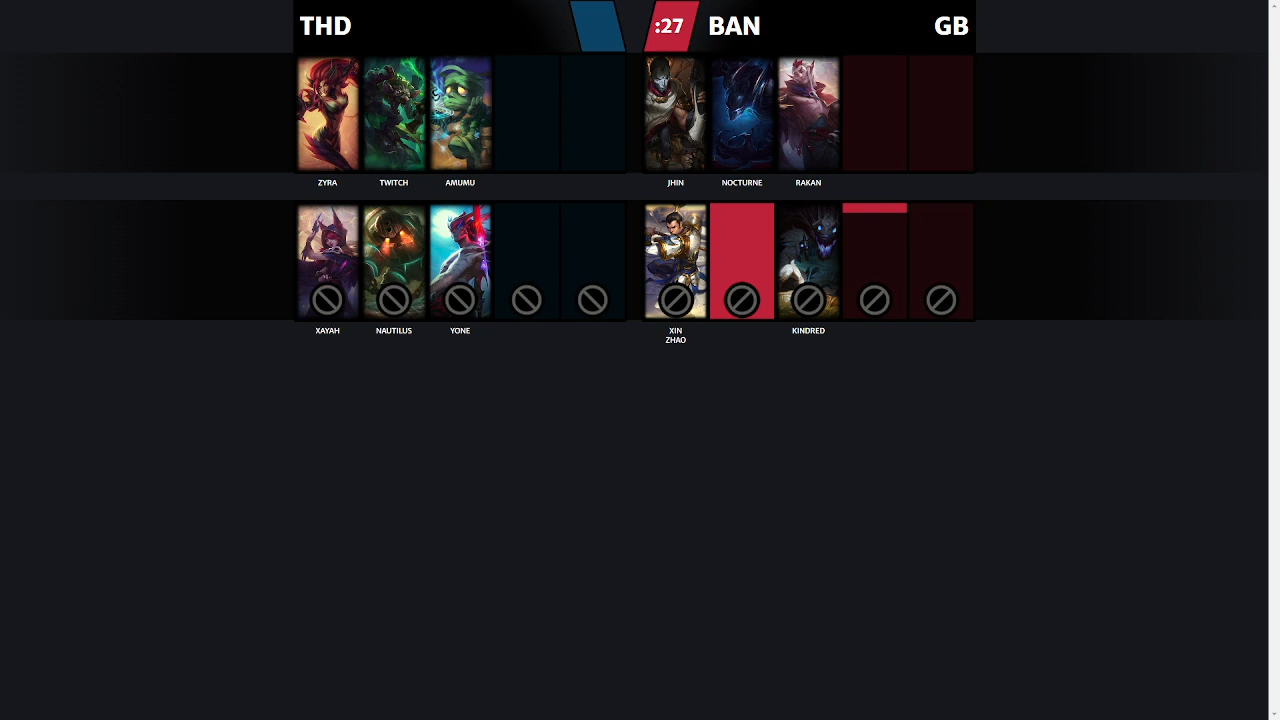 THD
:27 BAN
GB
ZYRA
TWITCH
AMUMU
JHIN
NOCTURNE
RAKAN
XAYAH
NAUTILUS
YONE
XIN
ZHAO
KINDRED